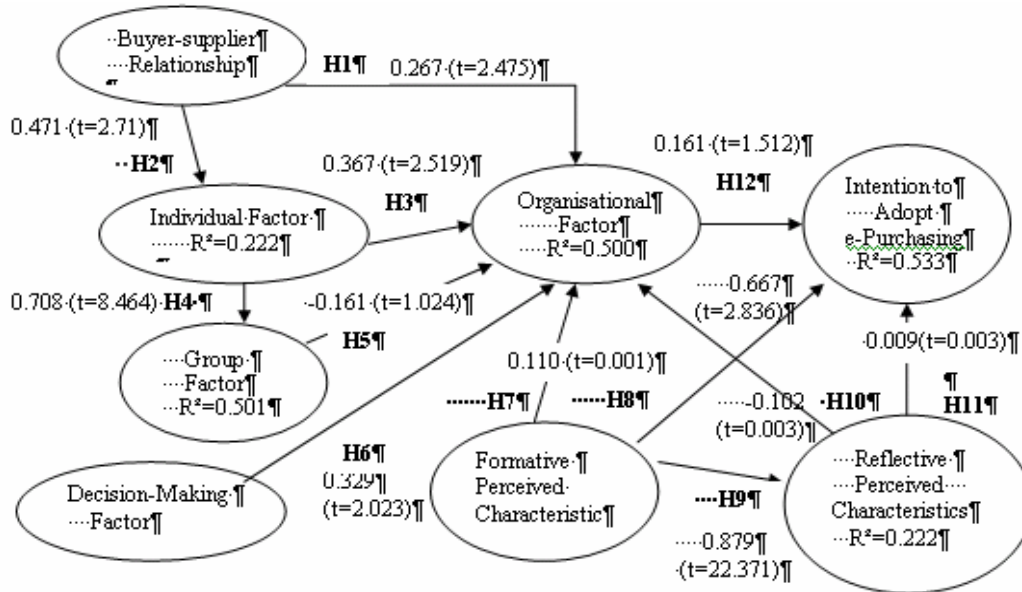 ··Buyer-supplier¶
····Relationship¶
¶
H1¶
0.267·(t=2.475)¶
0.471·(t=2.71)¶
··H2¶
0.367·(t=2.519)¶
H3¶
0.161·(t=1.512)¶
H12¶
Individual·Factor·¶
·······R²=0.222¶
Organisational¶
·······Factor¶
·····R²=0.500¶
Intention·to¶
·····Adopt·¶
e-Purchasing¶
··R²=0.533¶
0.708·(t=8.464)·H4·¶
·-0.161·(t=1.024)¶
H5¶
·····0.667¶
(t=2.836)¶
·0.009(t=0.003)¶
¶
H11¶
····Group·¶
····Factor¶
···R²=0.501¶
0.110·(t=0.001)¶
·······H7¶
······H8¶
·····-0.102
(t=0.003)¶
·H10¶
H6¶
0.329¶
(t=2.023)¶
Decision-Making·¶
····Factor¶
Formative·¶
Perceived·
Characteristic¶
····H9¶
·····0.879¶
·(t=22.371)¶
····Reflective·¶
····Perceived····
Characteristics¶
···R²=0.222¶